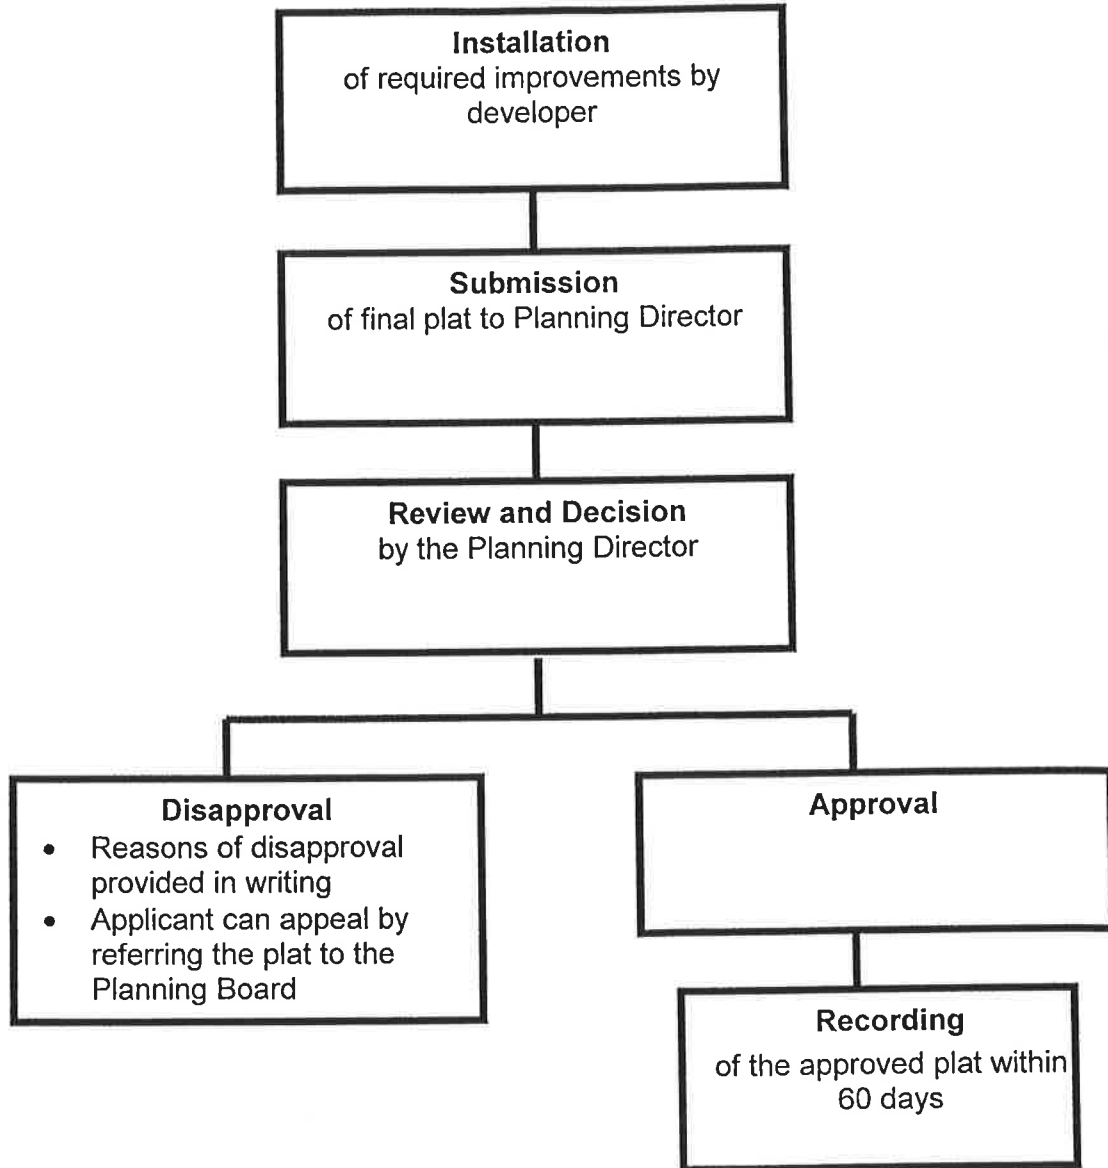 Installation
of required improvements by
developer
Submission
of final plat to Planning Director
Review and Decision
by the Planning Director
Disapproval
• Reasons of disapproval
provided in writing
• Applicant can appeal by
referring the plat to the
Planning Board
Approval
Recording
of the approved plat within
60 days